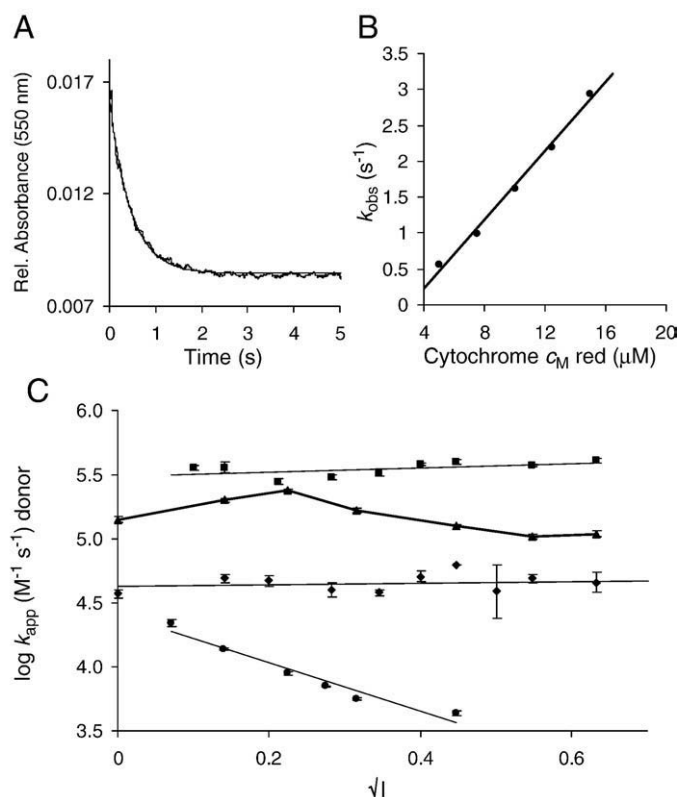 A
Rel. Absorbance (550 nm)
0.017
0.012
0.007
0 1 2 3 4 5
Time (s)
B
k_obs (s⁻¹)
3.5
3
2.5
2
1.5
1
0.5
0
4 8 12 16 20
Cytochrome c_M red (μM)
C
log k_app (M⁻¹ s⁻¹) donor
6.0
5.5
5.0
4.5
4.0
3.5
0 0.2 0.4 0.6
√I